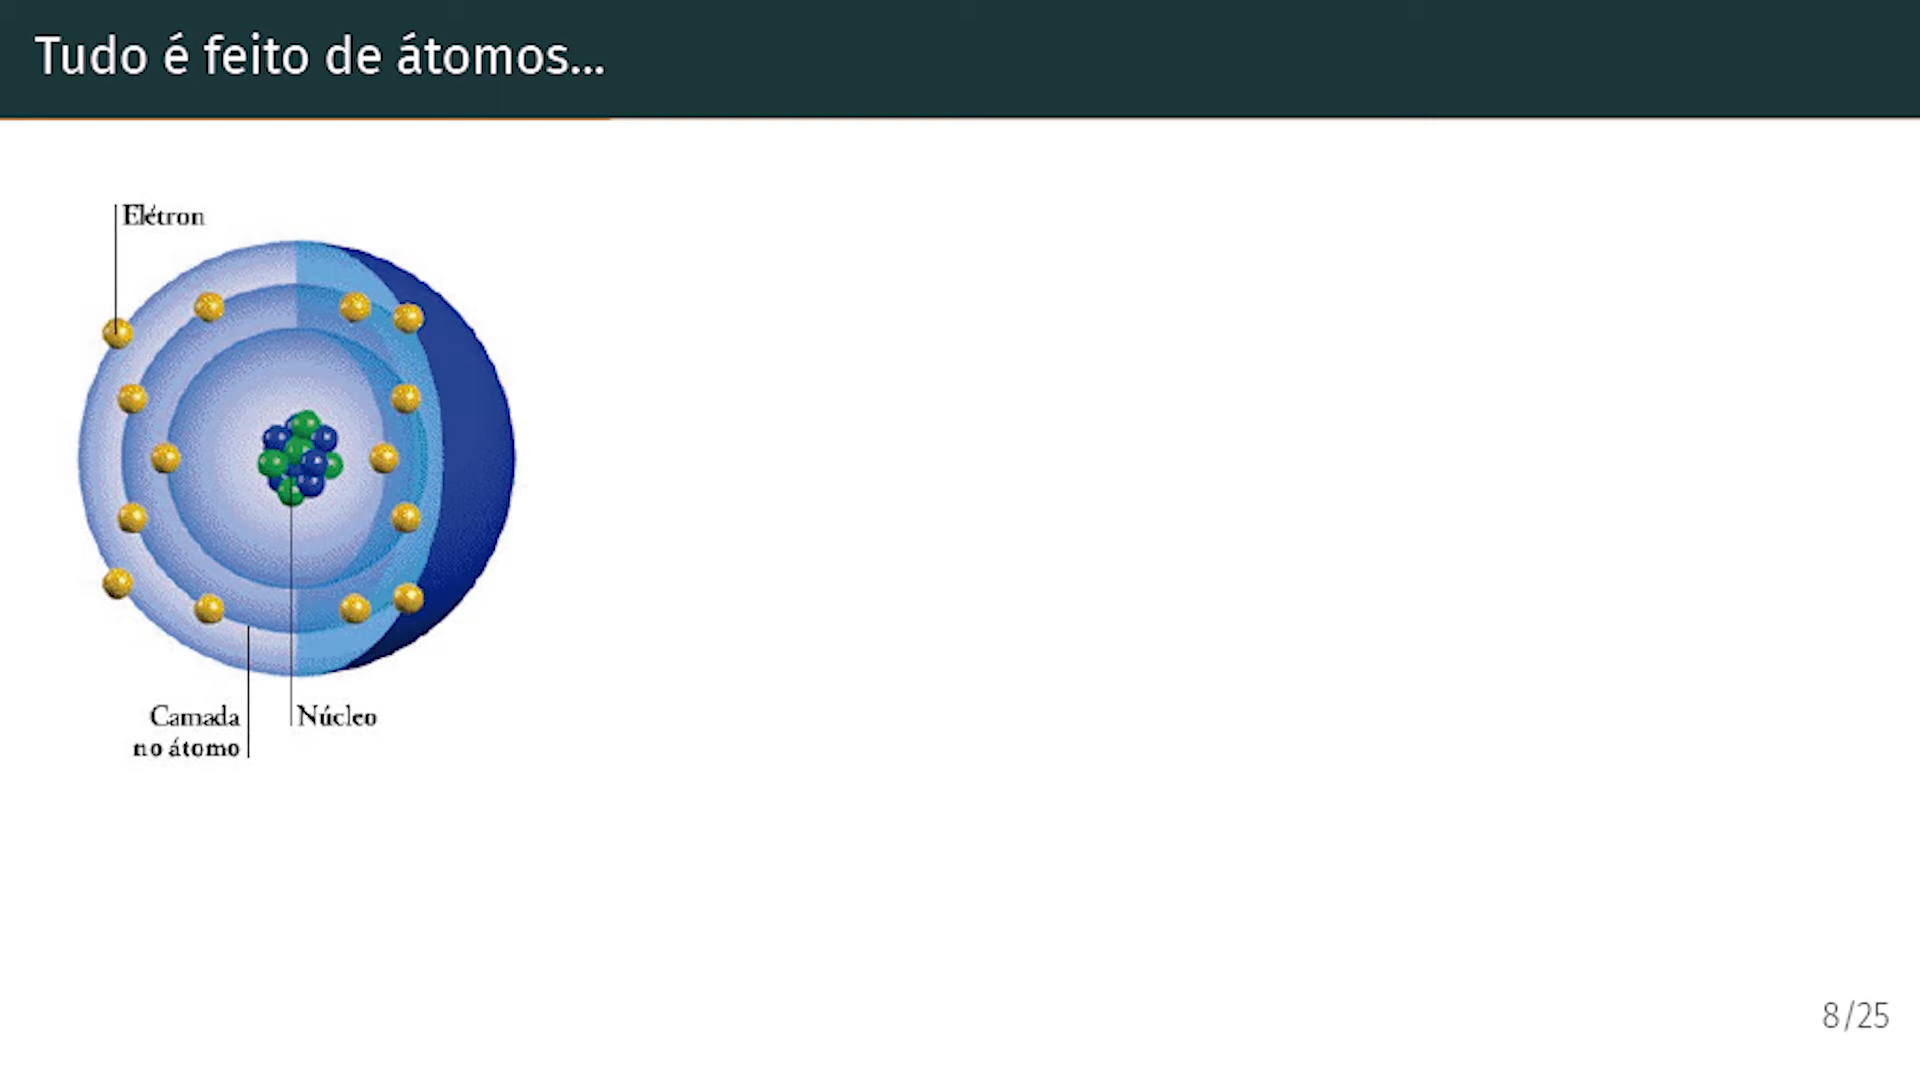 Tudo é feito de átomos...
Elétron
Camada
no átomo
Núcleo
8/25